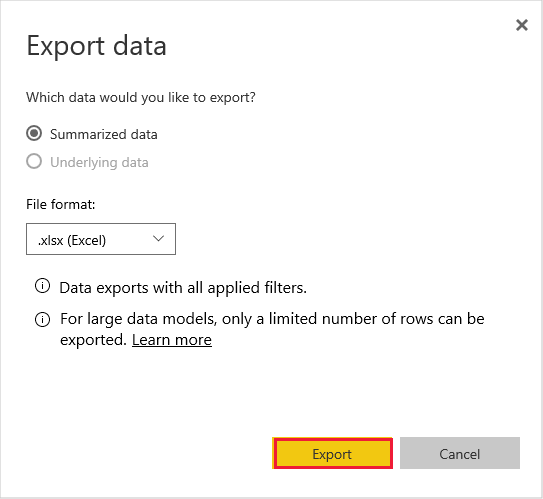 Export data
Which data would you like to export?
Summarized data
Underlying data
File format:
.xlsx (Excel)
Data exports with all applied filters.
For large data models, only a limited number of rows can be
exported. Learn more
Export
Cancel